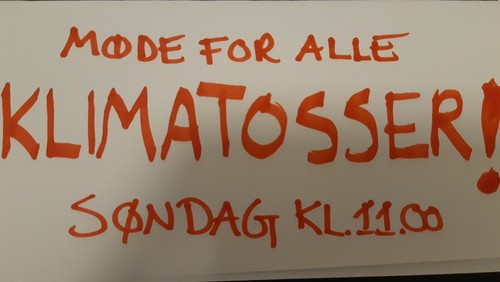 MØDE FOR ALLE
KLIMATOSSER!
SØNDAG KL.11.00